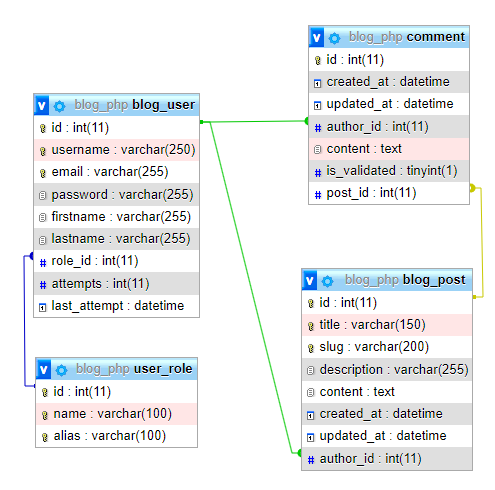 v blog_php blog_user
id : int(11)
username : varchar(250)
email : varchar(255)
password : varchar(255)
firstname : varchar(255)
lastname : varchar(255)
# role_id : int(11)
# attempts : int(11)
last_attempt : datetime
v blog_php user_role
id : int(11)
name : varchar(100)
alias : varchar(100)
v blog_php comment
id : int(11)
created_at : datetime
updated_at : datetime
# author_id : int(11)
content : text
# is_validated : tinyint(1)
# post_id : int(11)
v blog_php blog_post
id : int(11)
title : varchar(150)
slug : varchar(200)
description : varchar(255)
content : text
created_at : datetime
updated_at : datetime
# author_id : int(11)